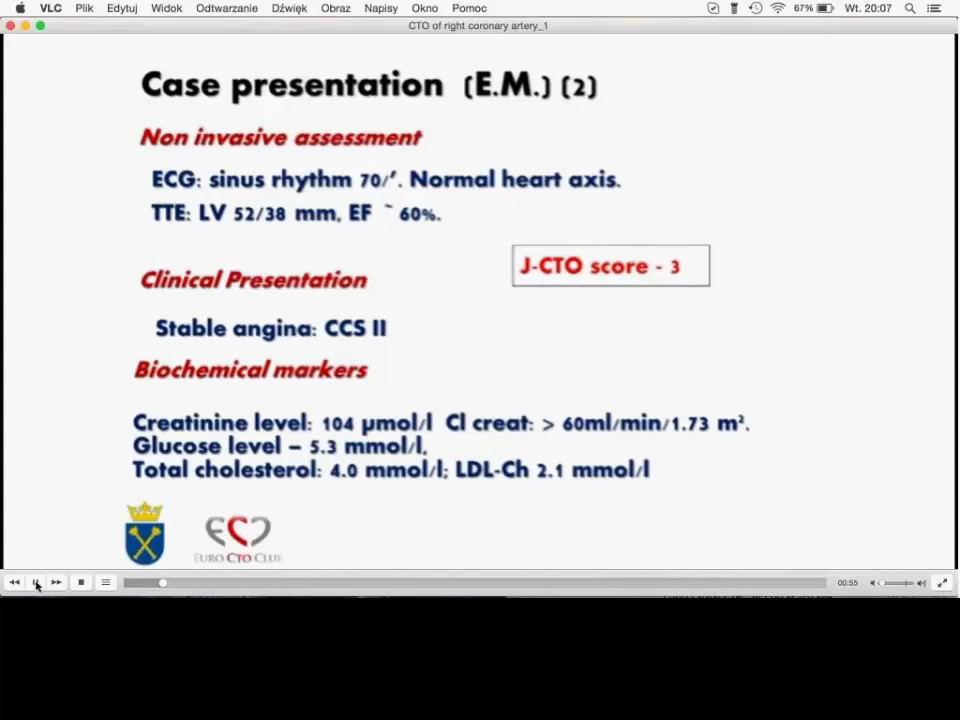 VLC Plik Edytuj Widok Odtwarzanie Dźwięk Obraz Napisy Okno Pomoc 67% Wt. 20:07
CTO of right coronary artery_1
Case presentation (E.M.) (2)
Non invasive assessment
ECG: sinus rhythm 70/’. Normal heart axis.
TTE: LV 52/38 mm, EF ~ 60%.
J-CTO score - 3
Clinical Presentation
Stable angina: CCS II
Biochemical markers
Creatinine level: 104 µmol/l Cl creat: > 60ml/min/1.73 m².
Glucose level – 5.3 mmol/l,
Total cholesterol: 4.0 mmol/l; LDL-Ch 2.1 mmol/l
EURO CTO CLUB
00:55